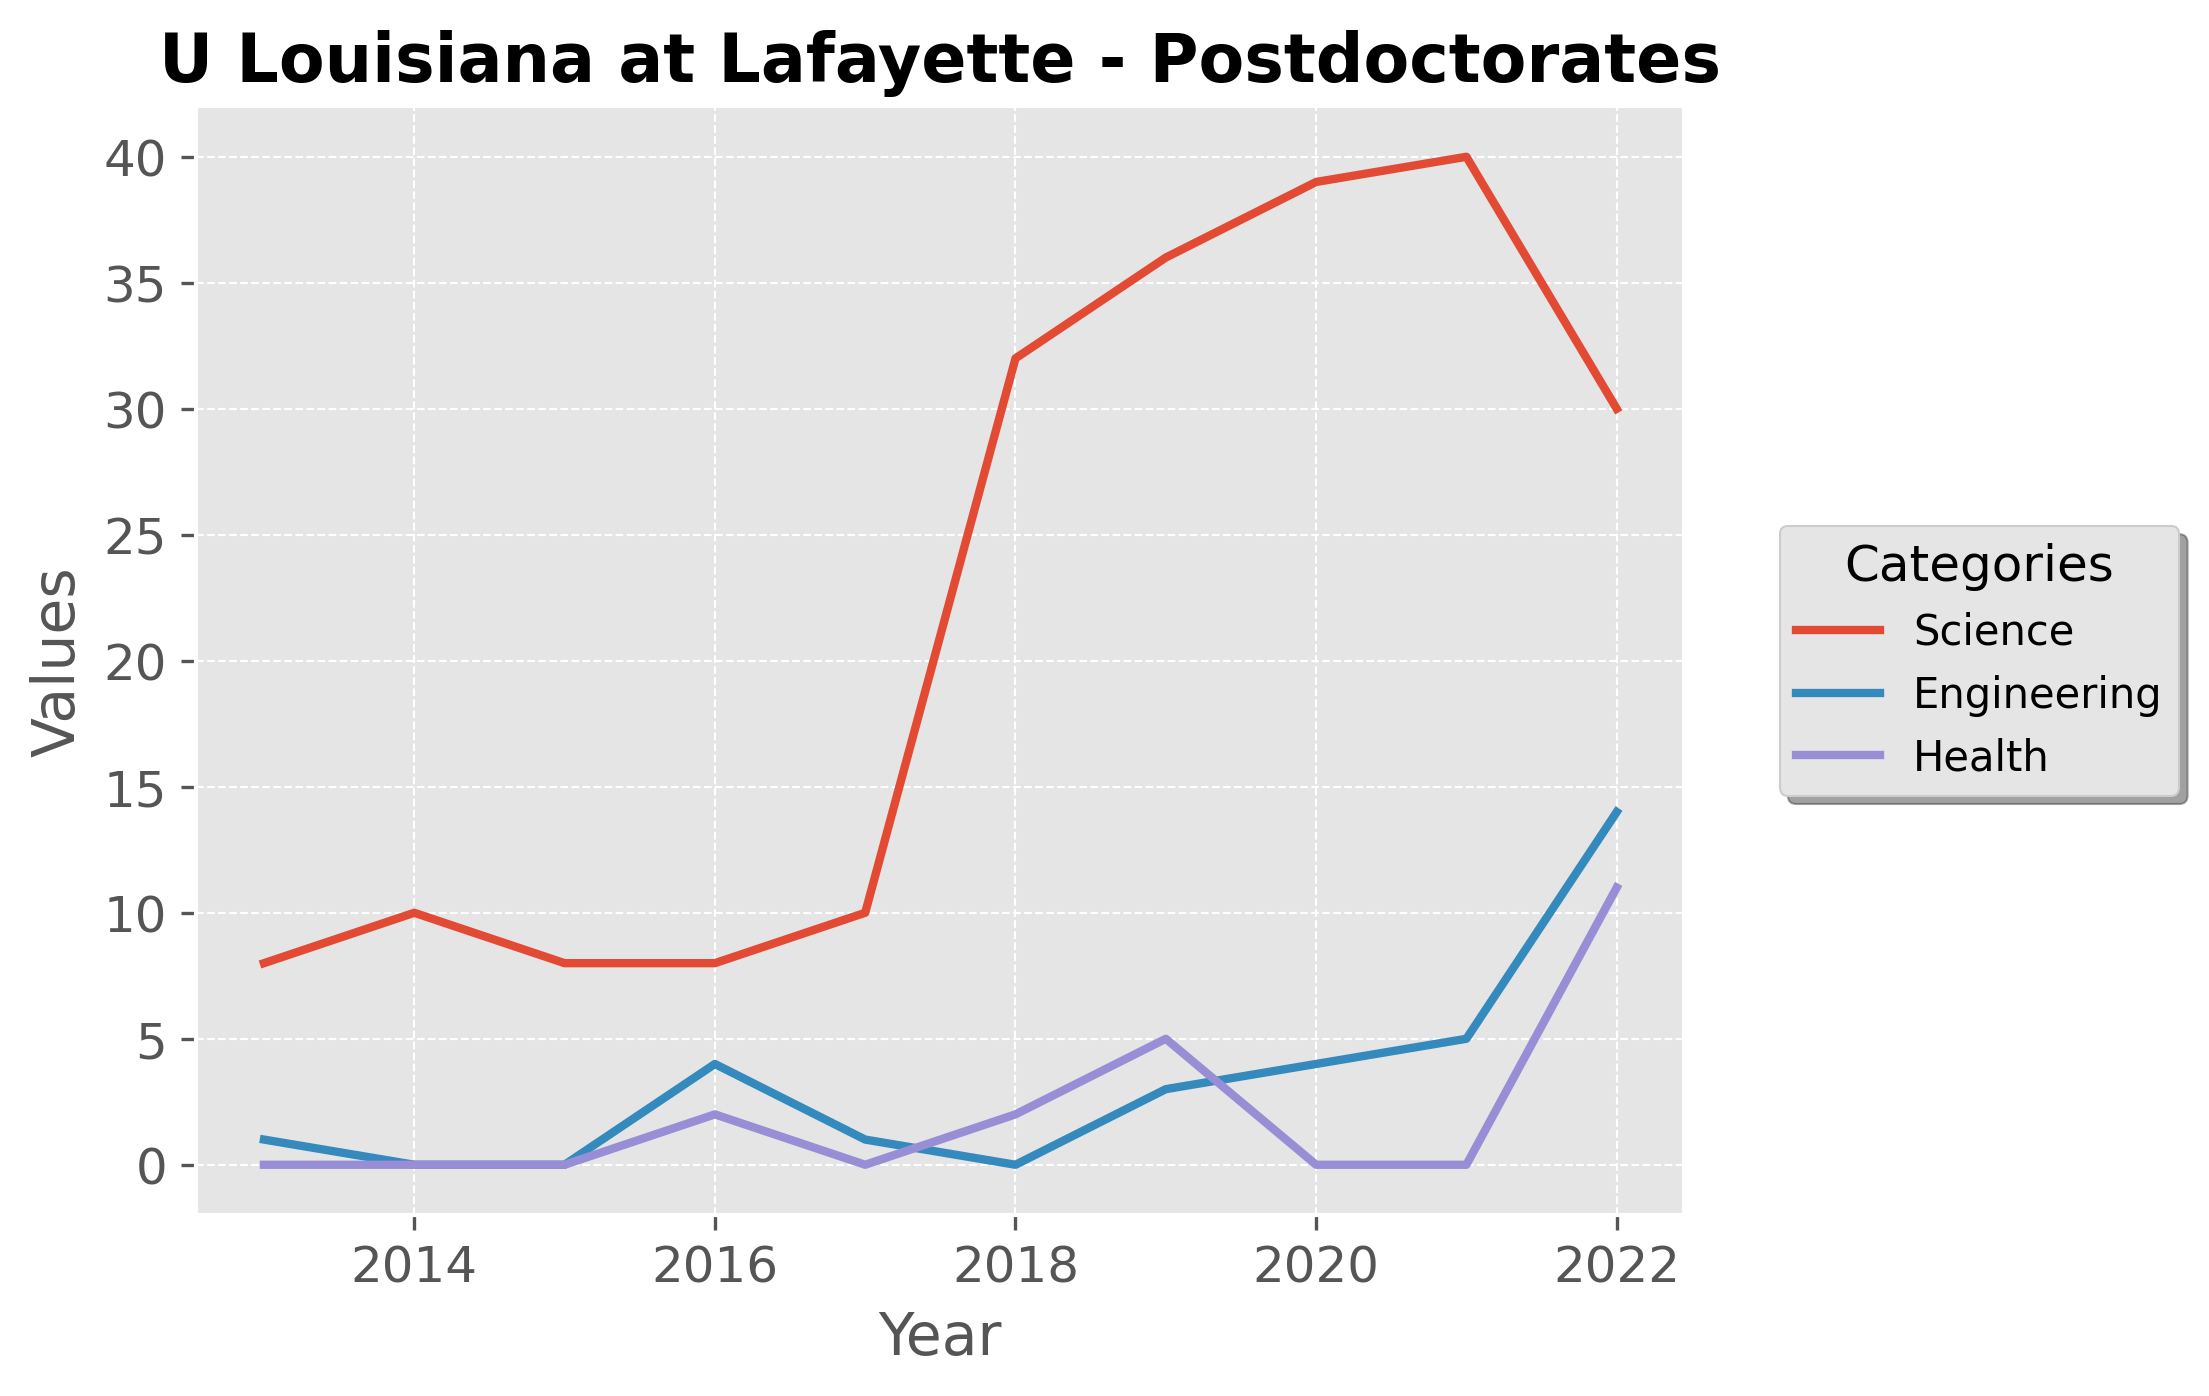 U Louisiana at Lafayette - Postdoctorates
40
35
30
25
20
15
10
5
0
Values
2014 2016 2018 2020 2022
Year
Categories
Science
Engineering
Health